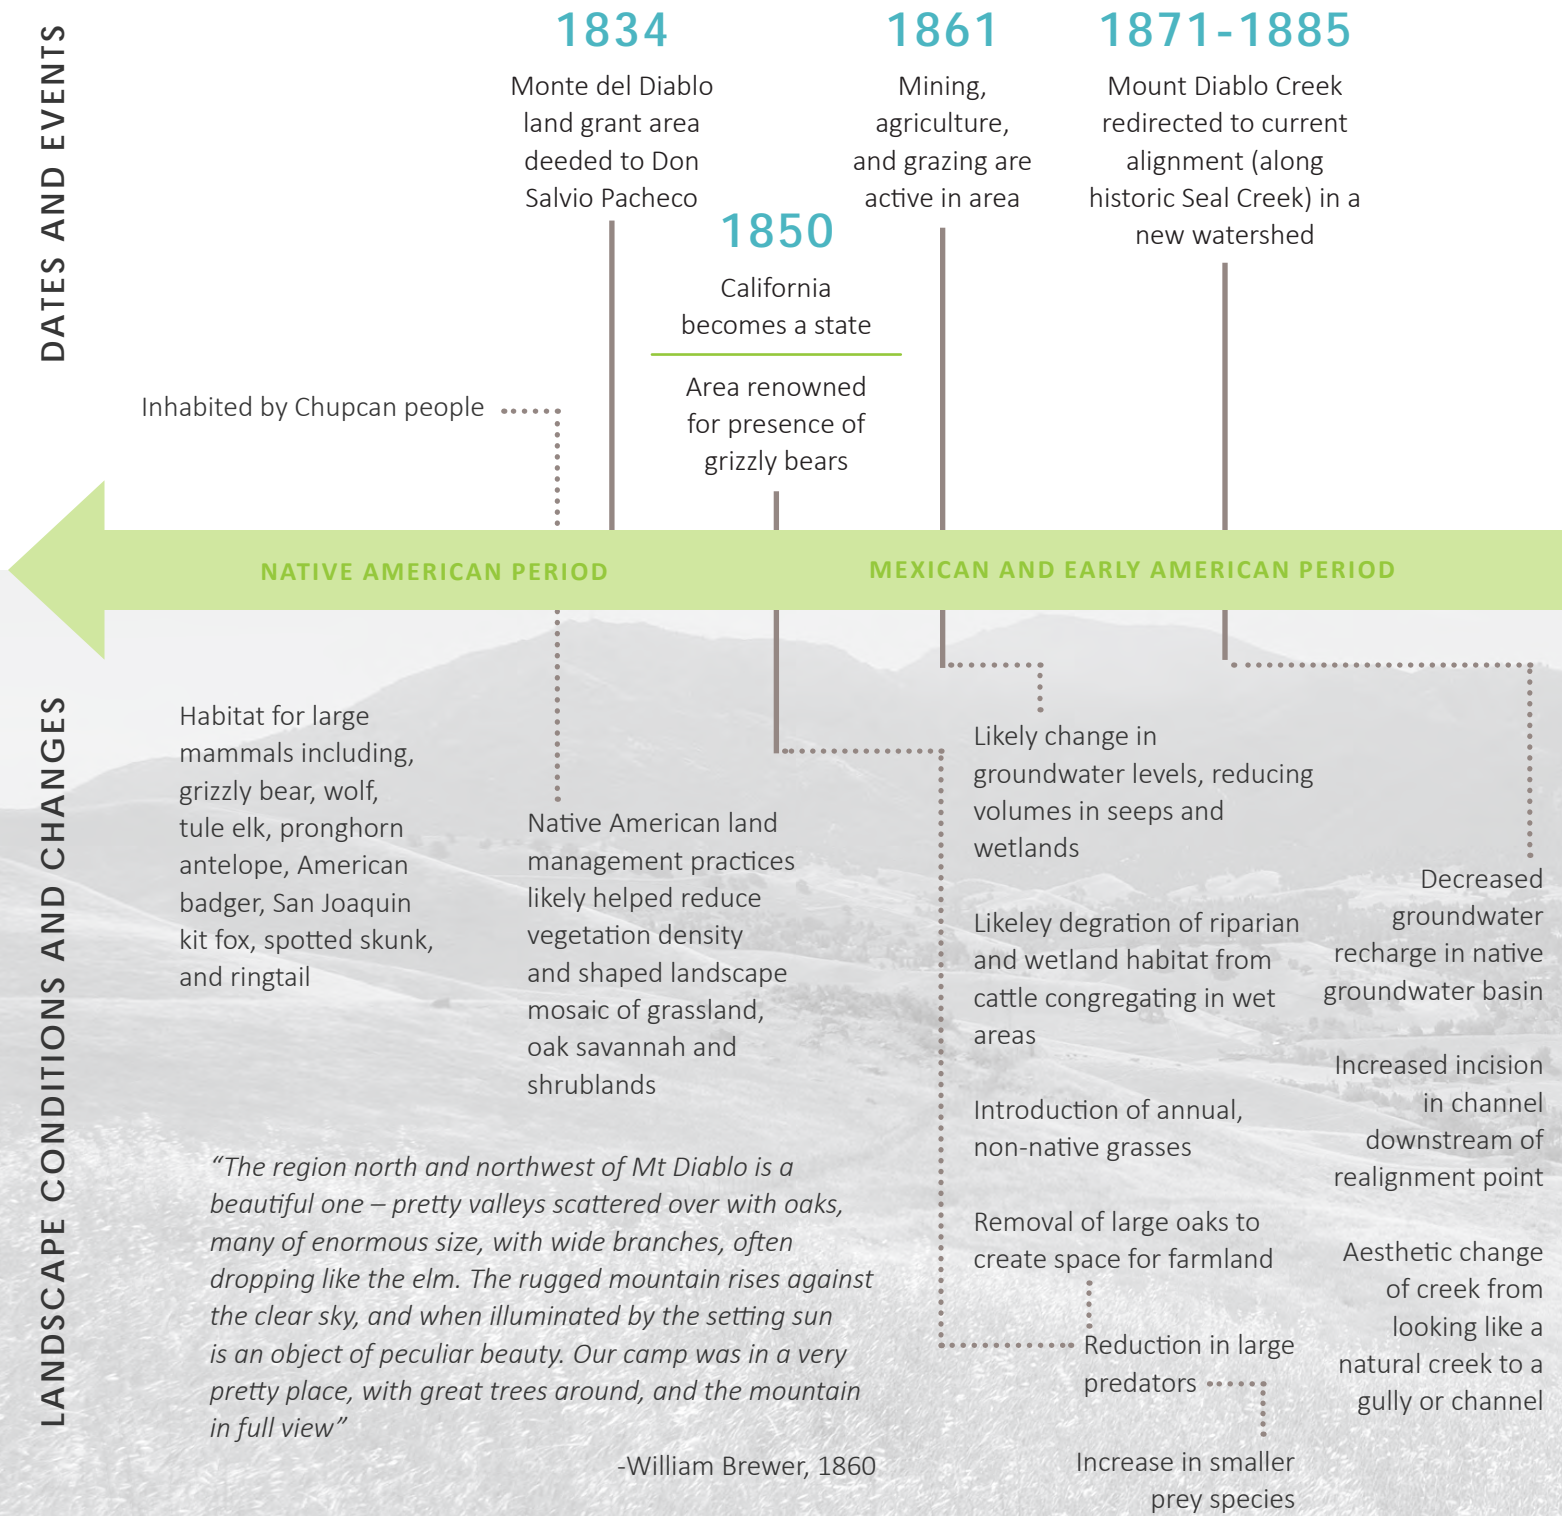 DATES AND EVENTS
1834
Monte del Diablo
land grant area
deeded to Don
Salvio Pacheco
1850
California
becomes a state
Area renowned
for presence of
grizzly bears
1861
Mining,
agriculture,
and grazing are
active in area
1871-1885
Mount Diablo Creek
redirected to current
alignment (along
historic Seal Creek) in a
new watershed
Inhabited by Chupcan people
NATIVE AMERICAN PERIOD
MEXICAN AND EARLY AMERICAN PERIOD
LANDSCAPE CONDITIONS AND CHANGES
Habitat for large
mammals including,
grizzly bear, wolf,
tule elk, pronghorn
antelope, American
badger, San Joaquin
kit fox, spotted skunk,
and ringtail
Native American land
management practices
likely helped reduce
vegetation density
and shaped landscape
mosaic of grassland,
oak savannah and
shrublands
“The region north and northwest of Mt Diablo is a
beautiful one – pretty valleys scattered over with oaks,
many of enormous size, with wide branches, often
dropping like the elm. The rugged mountain rises against
the clear sky, and when illuminated by the setting sun
is an object of peculiar beauty. Our camp was in a very
pretty place, with great trees around, and the mountain
in full view”
-William Brewer, 1860
Likely change in
groundwater levels, reducing
volumes in seeps and
wetlands
Likeley degration of riparian
and wetland habitat from
cattle congregating in wet
areas
Introduction of annual,
non-native grasses
Removal of large oaks to
create space for farmland
Reduction in large
predators
Increase in smaller
prey species
Decreased
groundwater
recharge in native
groundwater basin
Increased incision
in channel
downstream of
realignment point
Aesthetic change
of creek from
looking like a
natural creek to a
gully or channel